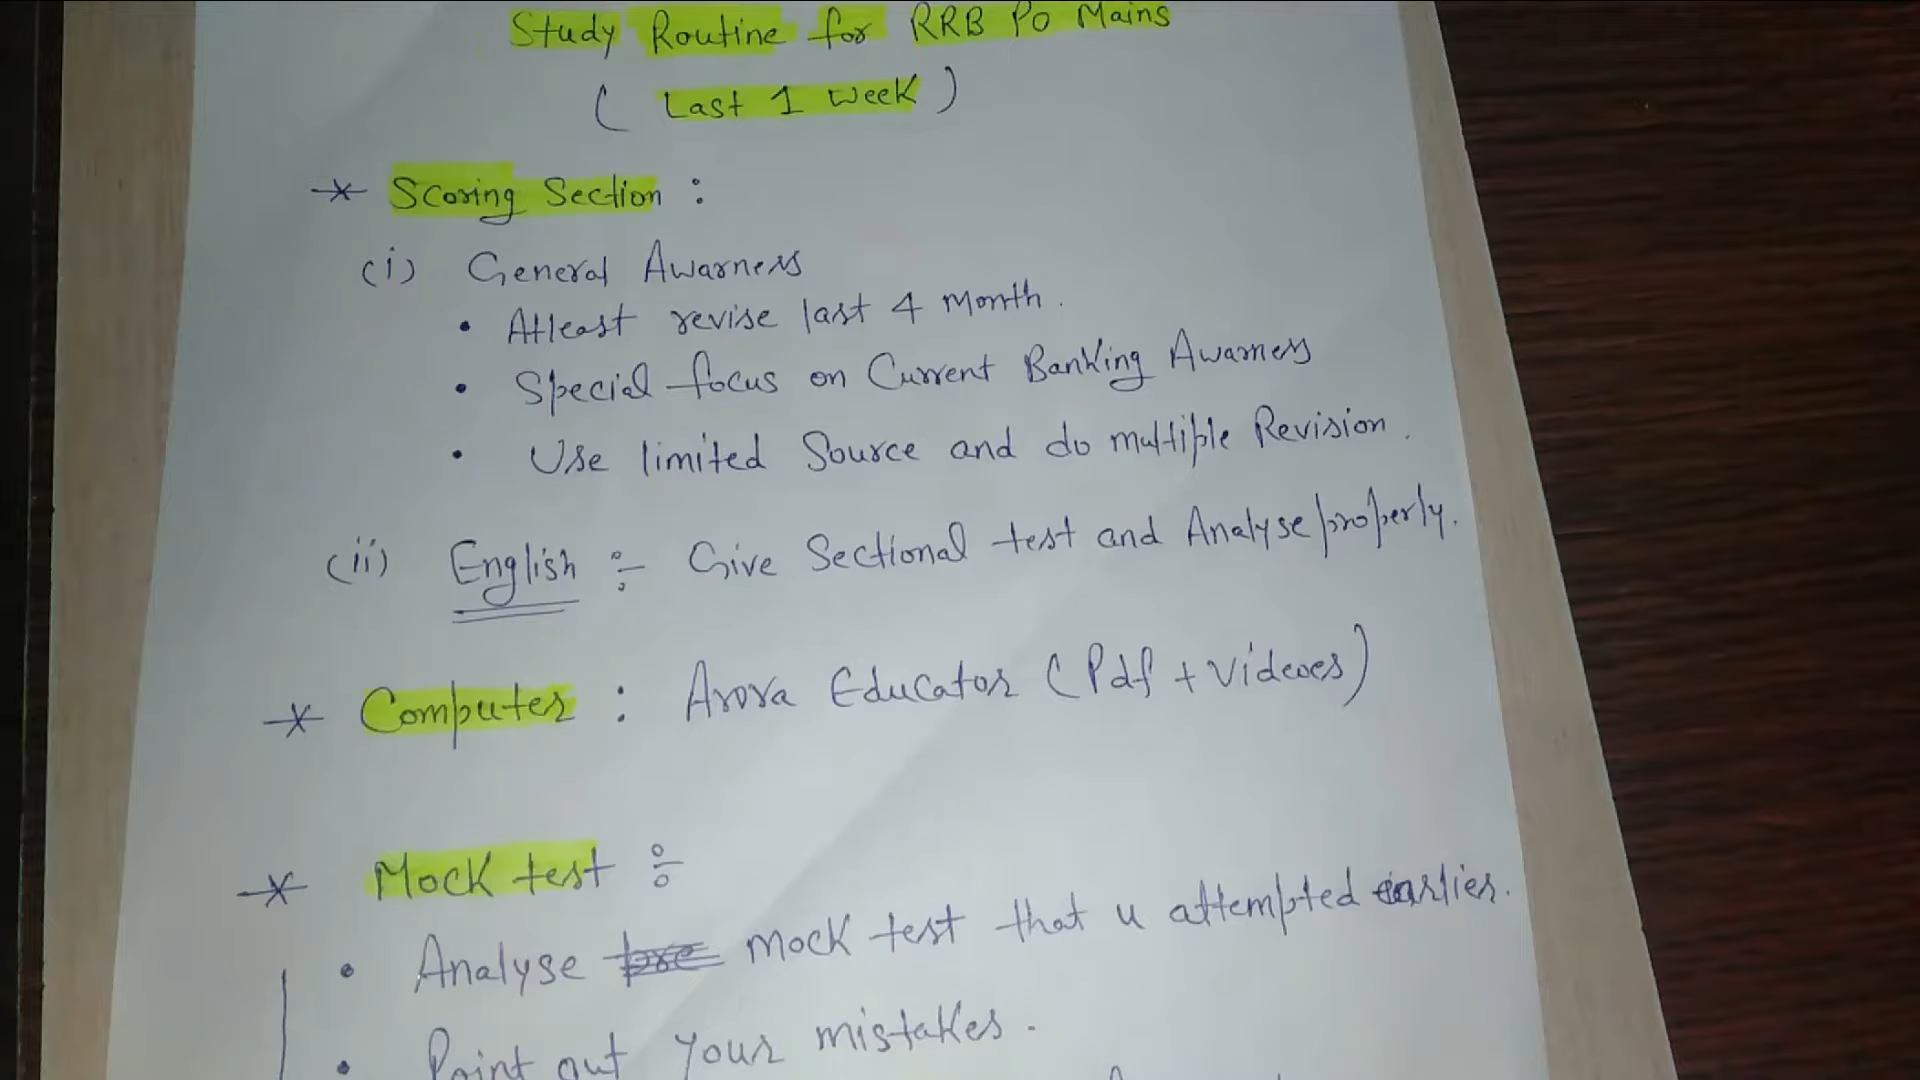 Study Routine for RRB PO Mains
( Last 1 week )
* Scoring Section :
(i) General Awarness
• Atleast revise last 4 month.
• Special focus on Current Banking Awarness
• Use limited Source and do multiple Revision.
(ii) English :- Give Sectional test and Analyse properly.
* Computer : Arora Educator (Pdf + Videoes)
* Mock test :-
• Analyse mock test that u attempted earlier.
• Point out your mistakes.